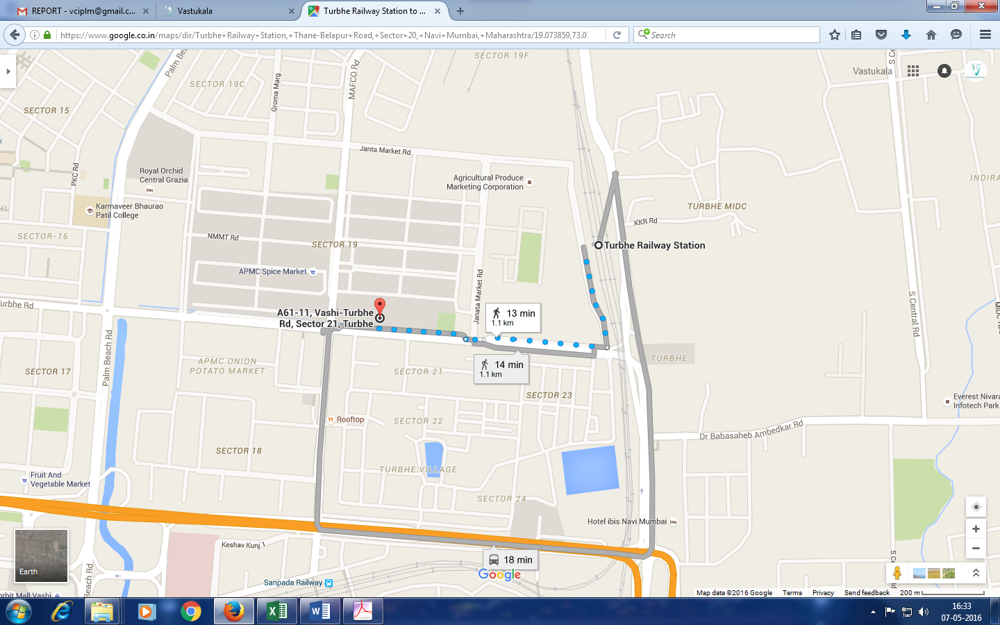 REPORT - vciplm@gmail.c...
Vastukala
Turbhe Railway Station to ...
https://www.google.co.in/maps/dir/Turbhe+Railway+Station,+Thane-Belapur+Road,+Sector+20,+Navi+Mumbai,+Maharashtra/19.073859,73.0
Search
SECTOR 19F
Palm Beach
MAFCO Rd
Groma Marg
SECTOR 19C
SECTOR 15
S Central
Vastukala
Janta Market Rd
PKC Rd
Royal Orchid
Central Grazia
Agricultural Produce
Marketing Corporation
INDIRA
TURBHE MIDC
Karmaveer Bhaurao
Patil College
KKR Rd
SECTOR-16
NMMT Rd
SECTOR 19
Turbhe Railway Station
APMC Spice Market
Janata Market Rd
S Central Rd
Turbhe Rd
A61-11, Vashi-Turbhe
Rd, Sector 21, Turbhe
13 min
1.1 km
Palm Beach Rd
APMC ONION
POTATO MARKET
SECTOR 17
SECTOR 21
14 min
1.1 km
TURBHE
SECTOR 23
Everest Nivara
Infotech Park
Rooftop
SECTOR 22
Dr Babasaheb Ambedkar Rd
SECTOR 18
TURBHE VILLAGE
Fruit And
Vegetable Market
SECTOR 24
Hotel ibis Navi Mumbai
Keshav Kunj
18 min
Google
Earth
Beach Rd
Sanpada Railway
orbit Mall Vashi
Map data ©2016 Google
Terms
Privacy
Send feedback
200 m
16:33
07-05-2016